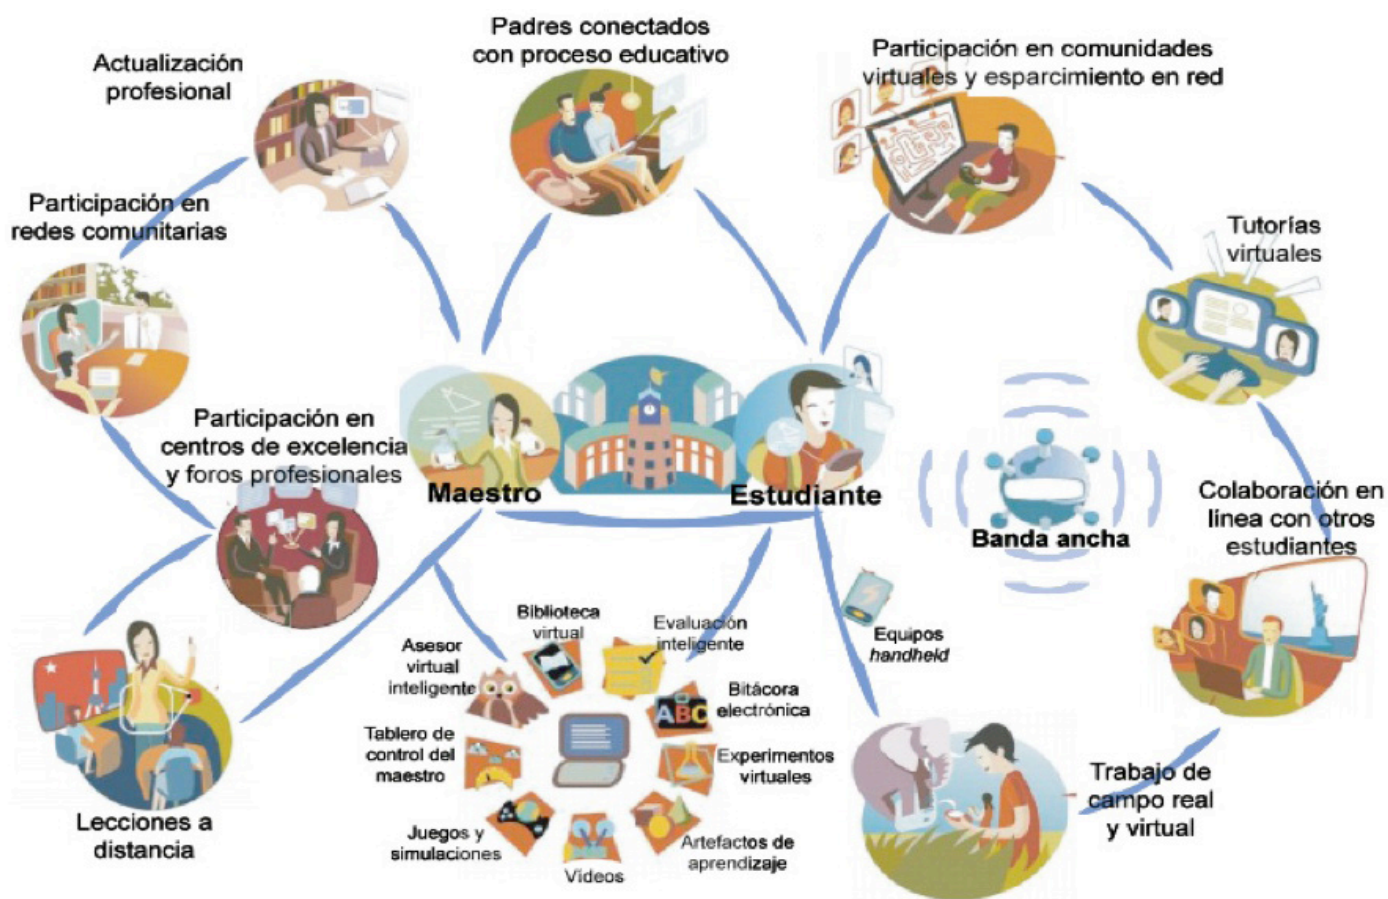 Padres conectados
con proceso educativo
Actualización
profesional
Participación en comunidades
virtuales y esparcimiento en red
Participación en
redes comunitarias
Tutorías
virtuales
Participación en
centros de excelencia
y foros profesionales
Maestro
Estudiante
Banda ancha
Colaboración en
línea con otros
estudiantes
Equipos
handheld
Biblioteca
virtual
Evaluación
inteligente
Asesor
virtual
inteligente
Bitácora
electrónica
ABC
Tablero de
control del
maestro
Experimentos
virtuales
Juegos y
simulaciones
Artefactos de
aprendizaje
Vídeos
Lecciones a
distancia
Trabajo de
campo real
y virtual